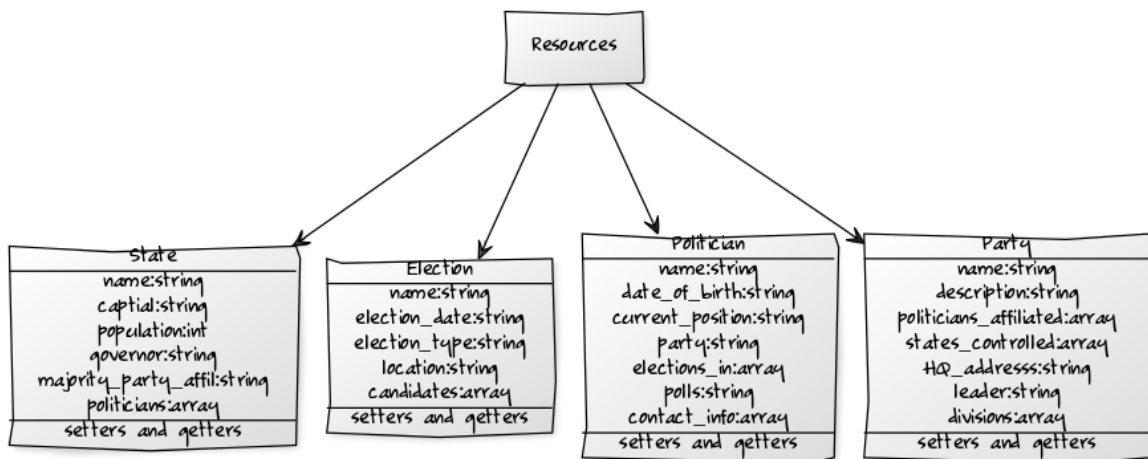 Resources
State
name:string
captial:string
population:int
governor:string
majority_party_affil:string
politicians:array
setters and getters
Election
name:string
election_date:string
election_type:string
location:string
candidates:array
setters and getters
Politician
name:string
date_of_birth:string
current_position:string
party:string
elections_in:array
polls:string
contact_info:array
setters and getters
Party
name:string
description:string
politicians_affiliated:array
states_controlled:array
HQ_addresss:string
leader:string
divisions:array
setters and getters